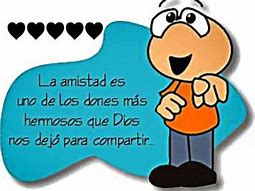 La amistad es
uno de los dones más
hermosos que Dios
nos dejó para compartir...